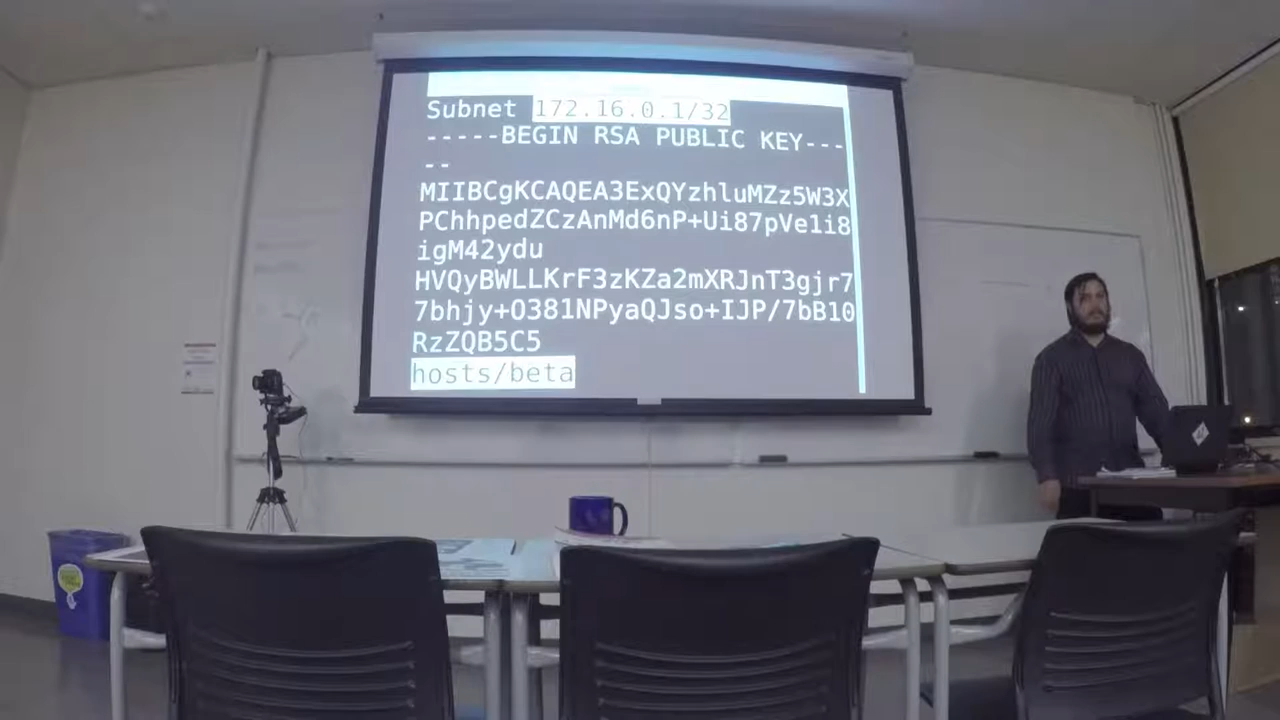 Subnet 172.16.0.1/32
-----BEGIN RSA PUBLIC KEY---
--
MIIBCgKCAQEA3ExQYzhluMZz5W3X
PChhpedZCzAnMd6nP+Ui87pVe1i8
igM42ydu
HVQyBWLLKrF3zKZa2mXRJnT3gjr7
7bhjy+O381NPyaQJso+IJP/7bB10
RzZQB5C5
hosts/beta